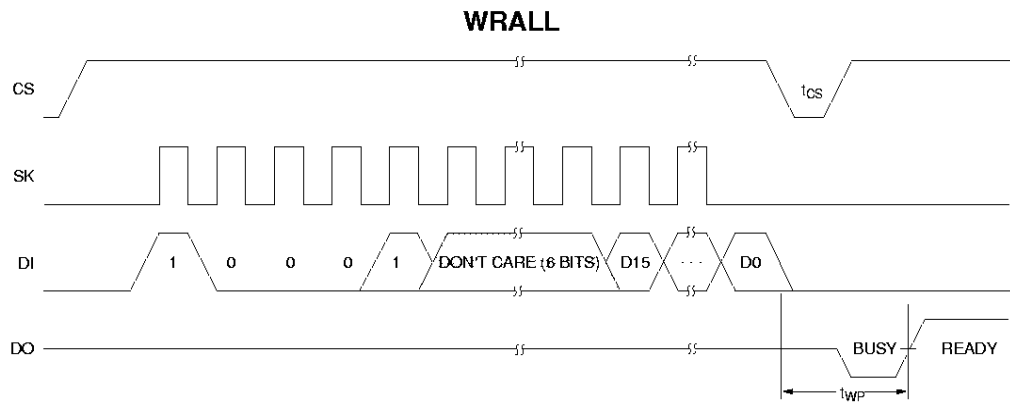 WRALL
CS
tCS
SK
DI 1 0 0 0 1 DON'T CARE (6 BITS) D15 ... D0
DO BUSY READY
tWP